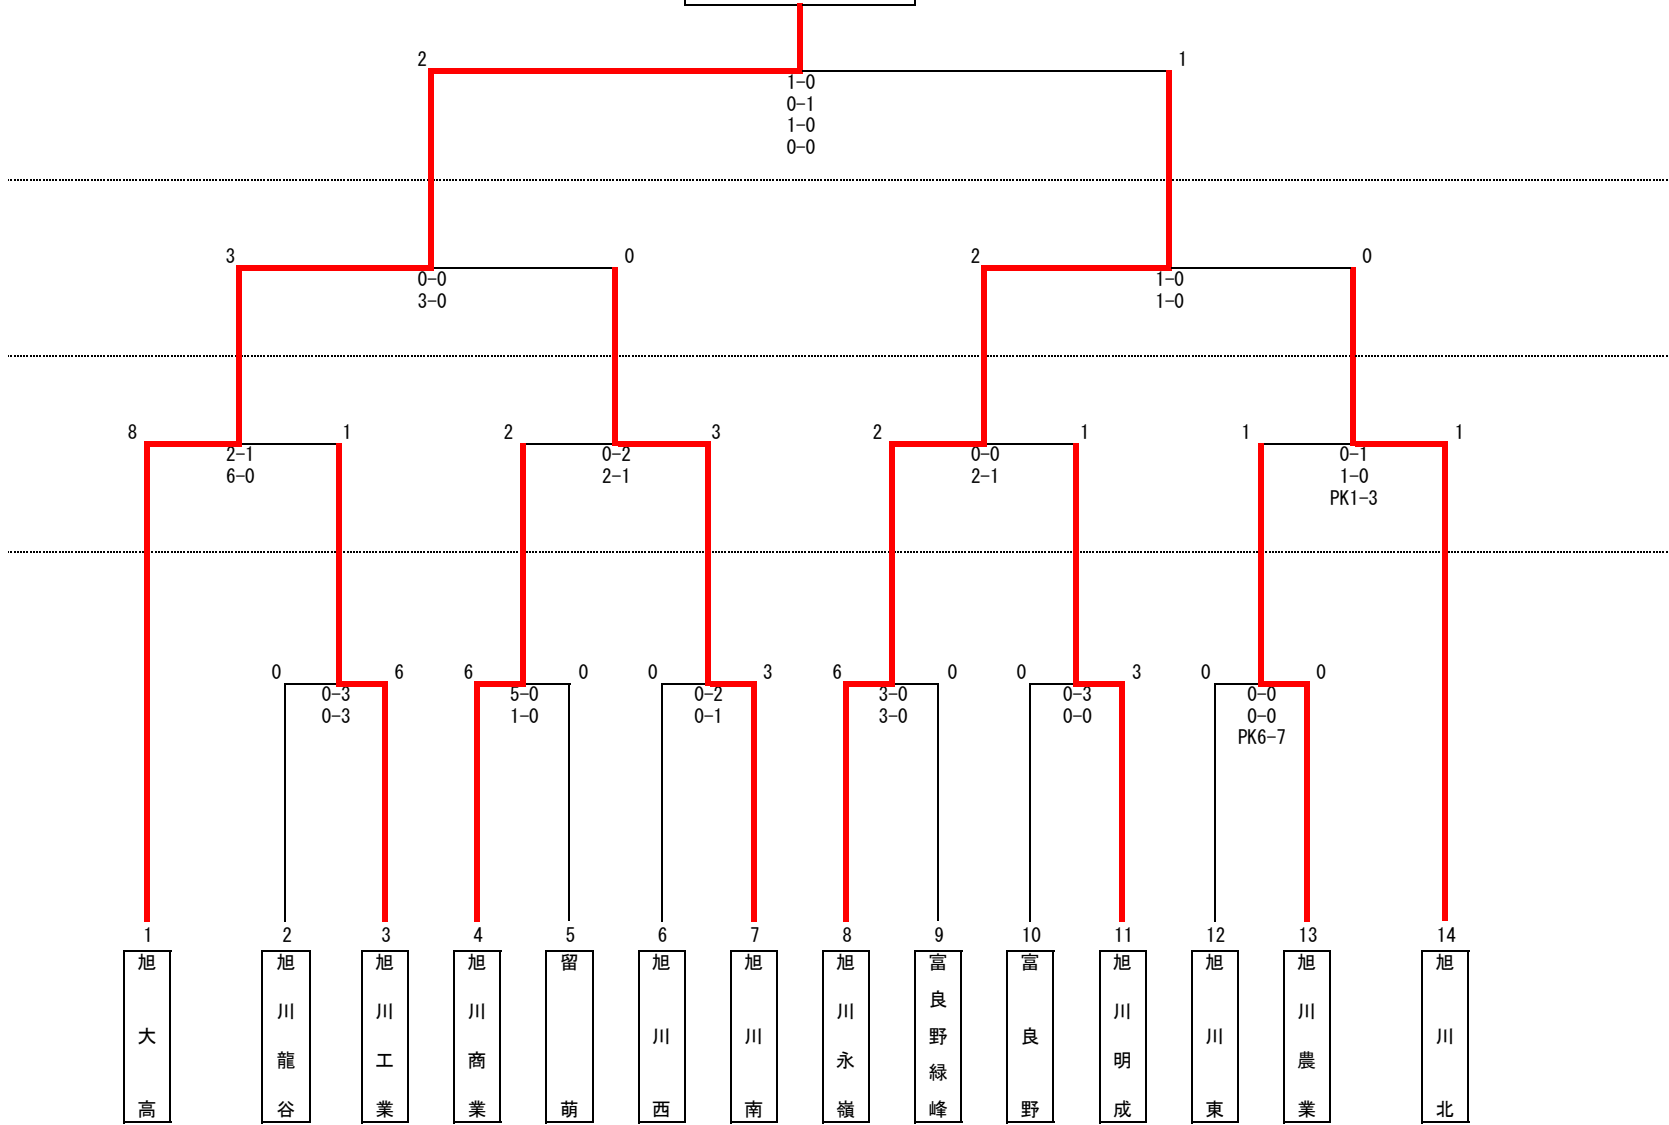 2 1
1-0
0-1
1-0
0-0
3 0 2 0
0-0 1-0
3-0 1-0
8 1 2 3 2 1 1 1
2-1 0-2 0-0 0-1
6-0 2-1 2-1 1-0
PK1-3
0 6 6 0 0 3 6 0 0 3 0 0
0-3 5-0 0-2 3-0 0-3 0-0
0-3 1-0 0-1 3-0 0-0 0-0
PK6-7
1 2 3 4 5 6 7 8 9 10 11 12 13 14
旭大高
旭川龍谷
旭川工業
旭川商業
留萌
旭川西
旭川南
旭川永嶺
富良野緑峰
富良野
旭川明成
旭川東
旭川農業
旭川北